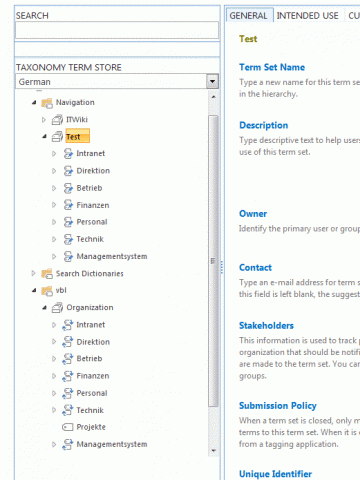 SEARCH
TAXONOMY TERM STORE
German
Navigation
ITWiki
Test
Intranet
Direktion
Betrieb
Finanzen
Personal
Technik
Managementsystem
Search Dictionaries
vbl
Organization
Intranet
Direktion
Betrieb
Finanzen
Personal
Technik
Projekte
Managementsystem
GENERAL INTENDED USE CU
Test
Term Set Name
Type a new name for this term se
in the hierarchy.
Description
Type descriptive text to help users
use of this term set.
Owner
Identify the primary user or group
Contact
Type an e-mail address for term s
this field is left blank, the suggest
Stakeholders
This information is used to track p
organization that should be notifi
are made to the term set. You can
groups.
Submission Policy
When a term set is closed, only m
terms to this term set. When it is o
from a tagging application.
Unique Identifier